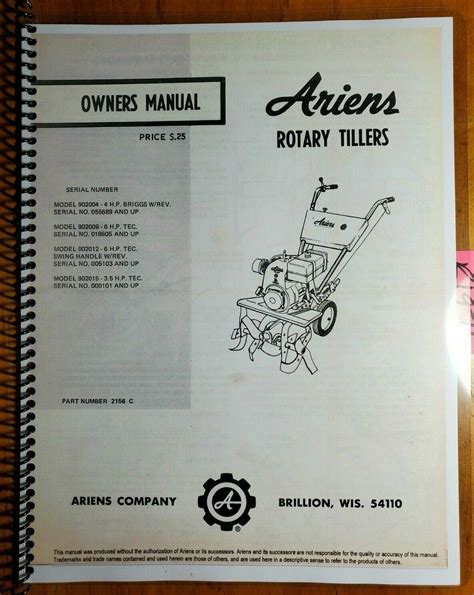 OWNERS MANUAL
PRICE $.25
Ariens
ROTARY TILLERS
SERIAL NUMBER
MODEL 902004 - 4 H.P. BRIGGS W/REV.
SERIAL NO. 055689 AND UP
MODEL 902009 - 6 H.P. TEC.
SERIAL NO. 018605 AND UP
MODEL 902012 - 6 H.P. TEC.
SWING HANDLE W/REV.
SERIAL NO. 005103 AND UP
MODEL 902015 - 3.5 H.P. TEC.
SERIAL NO. 000101 AND UP
Ariens
PART NUMBER 2156 C
ARIENS COMPANY
A
®
BRILLION, WIS. 54110
This manual was produced without the authorization of Ariens or its successors. Ariens and its successors are not responsible for the quality or accuracy of this manual.
Trademarks and trade names contained and used herein are those of others, and are used here in a descriptive sense to refer to the products of others.